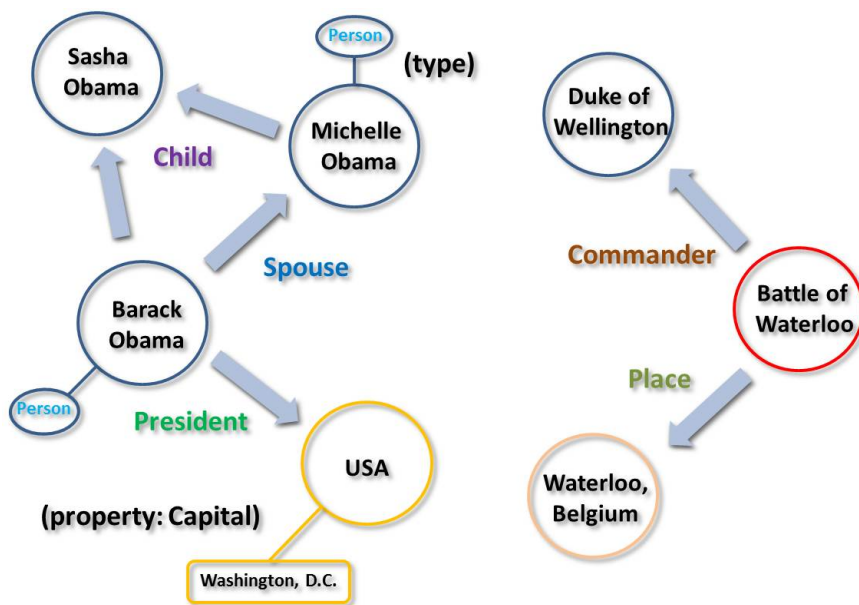 Person
(type)
Sasha
Obama
Michelle
Obama
Child
Spouse
Barack
Obama
Person
President
USA
(property: Capital)
Washington, D.C.
Duke of
Wellington
Commander
Battle of
Waterloo
Place
Waterloo,
Belgium